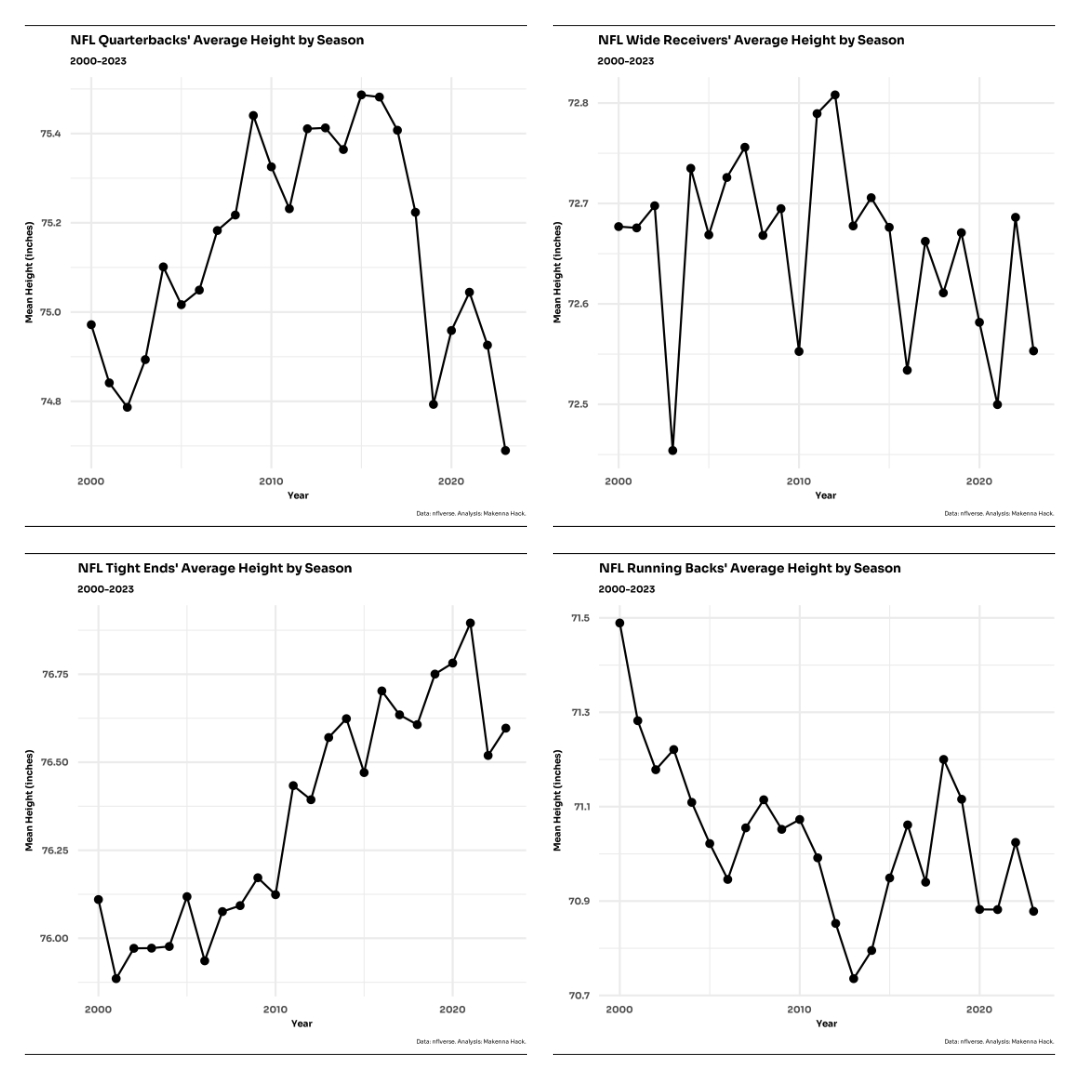 NFL Quarterbacks' Average Height by Season
2000-2023
75.4
75.2
75.0
74.8
Mean Height (inches)
2000 2010 2020
Year
Data: nflverse. Analysis: Makenna Hack.
NFL Wide Receivers' Average Height by Season
2000-2023
72.8
72.7
72.6
72.5
Mean Height (inches)
2000 2010 2020
Year
Data: nflverse. Analysis: Makenna Hack.
NFL Tight Ends' Average Height by Season
2000-2023
76.75
76.50
76.25
76.00
Mean Height (inches)
2000 2010 2020
Year
Data: nflverse. Analysis: Makenna Hack.
NFL Running Backs' Average Height by Season
2000-2023
71.5
71.3
71.1
70.9
70.7
Mean Height (inches)
2000 2010 2020
Year
Data: nflverse. Analysis: Makenna Hack.